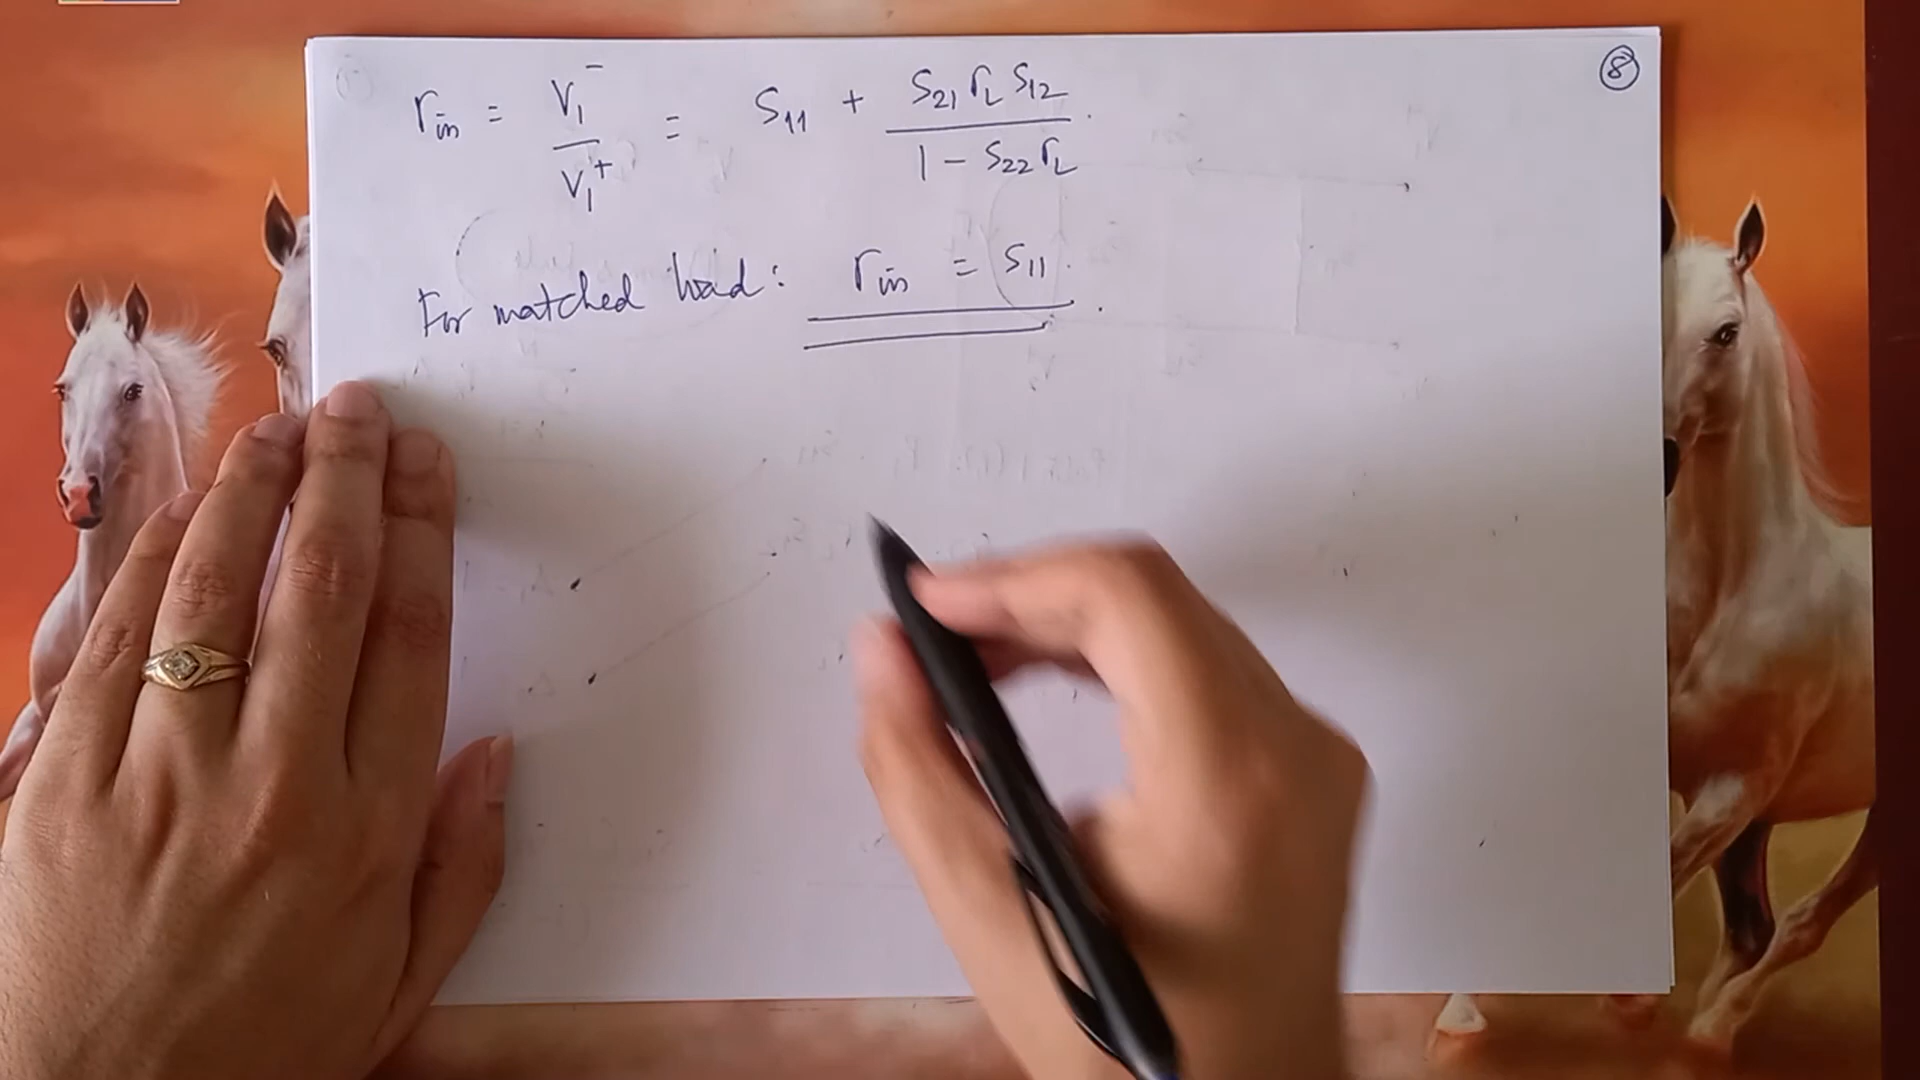 ⑧
Γin = V1⁻ / V1⁺ = S11 + S21 ΓL S12 / 1 - S22 ΓL .
For matched load : Γin = S11 .